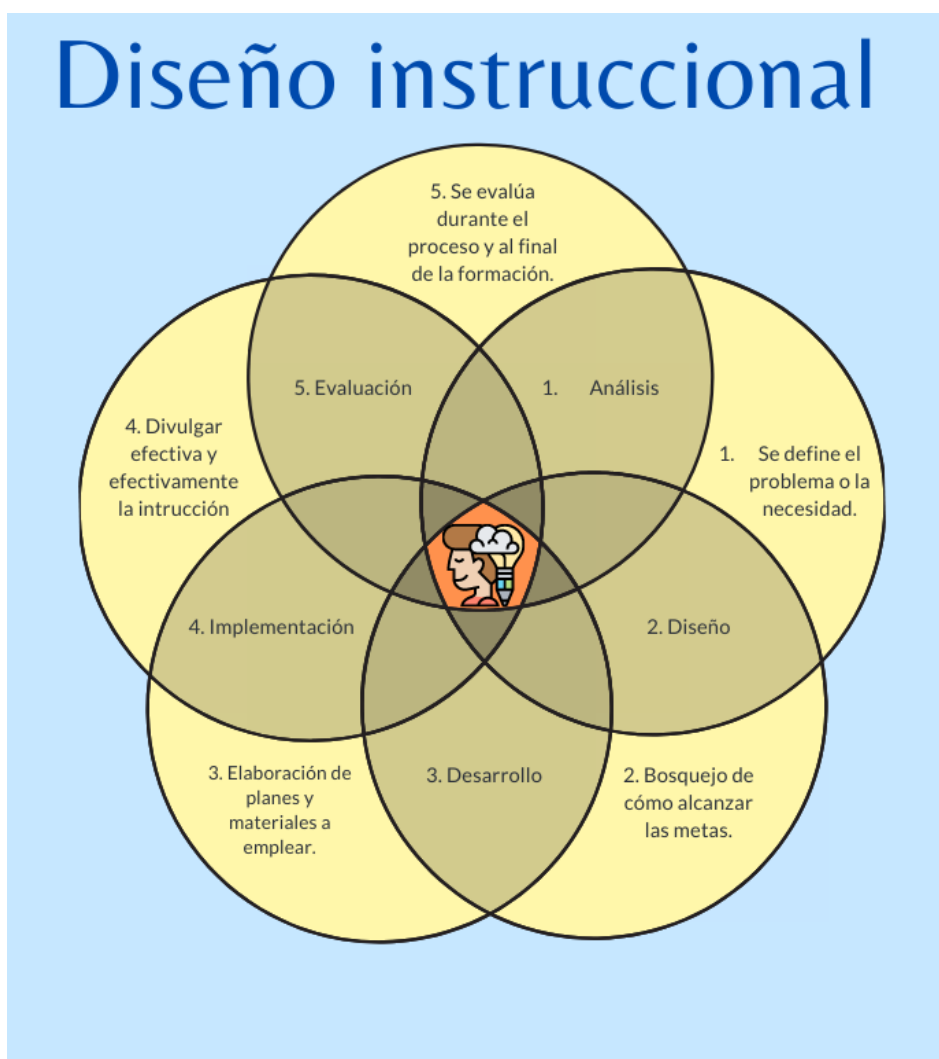 Diseño instruccional
5. Se evalúa
durante el
proceso y al final
de la formación.
5. Evaluación
1. Análisis
4. Divulgar
efectiva y
efectivamente
la intrucción
1. Se define el
problema o la
necesidad.
4. Implementación
2. Diseño
3. Elaboración de
planes y
materiales a
emplear.
3. Desarrollo
2. Bosquejo de
cómo alcanzar
las metas.